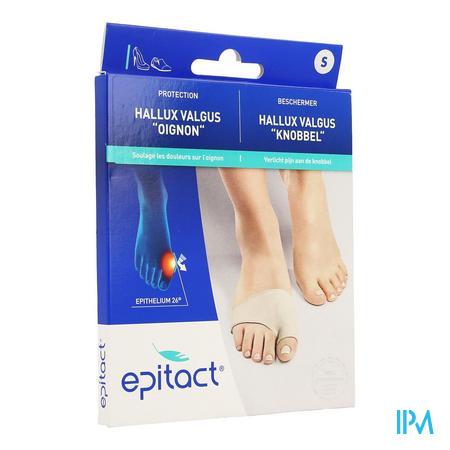 S
PROTECTION
HALLUX VALGUS
"OIGNON"
Soulage les douleurs sur l'oignon
BESCHERMER
HALLUX VALGUS
"KNOBBEL"
Verlicht pijn aan de knobbel
EPITHELIUM 26®
epitact®
IPM